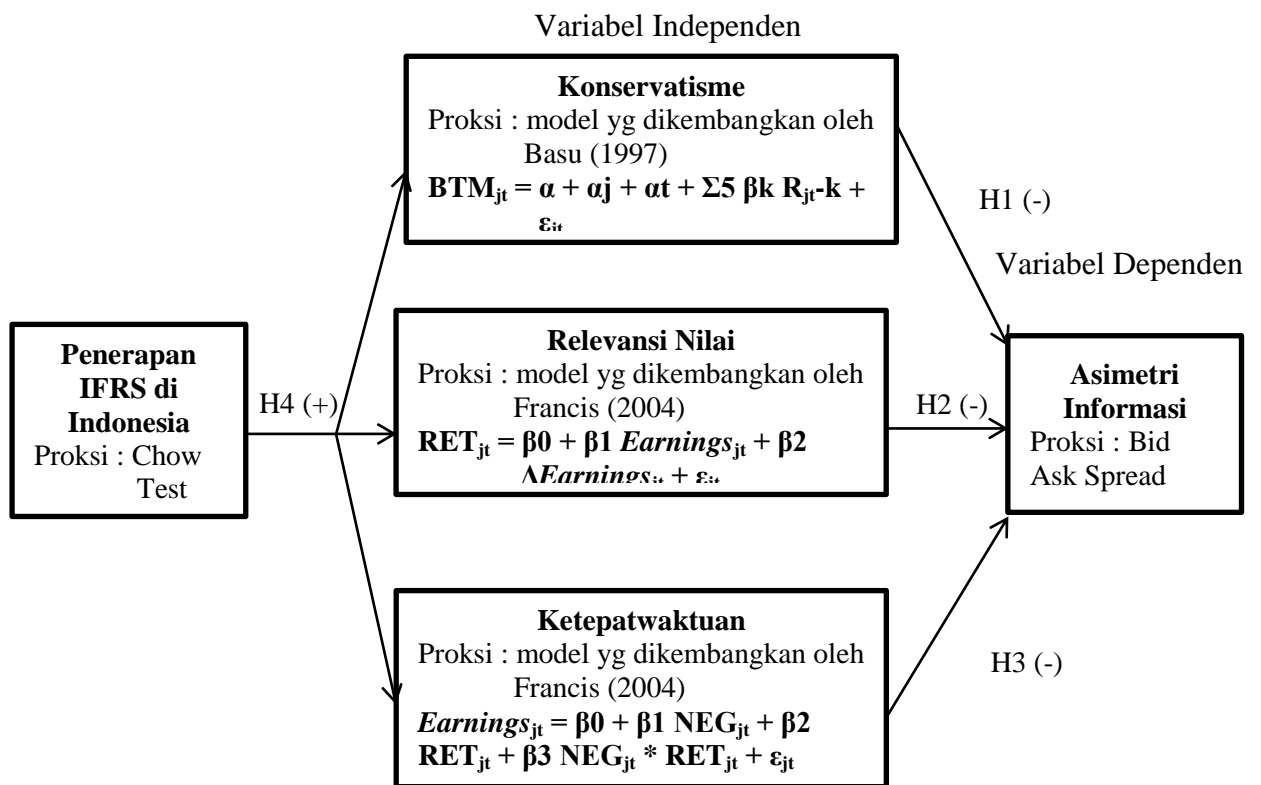 Variabel Independen
Konservatisme
Proksi : model yg dikembangkan oleh
Basu (1997)
BTMjt = α + αj + αt + Σ5 βk Rjt-k +
εjt
H1 (-)
Variabel Dependen
Penerapan
IFRS di
Indonesia
Proksi : Chow
Test
H4 (+)
Relevansi Nilai
Proksi : model yg dikembangkan oleh
Francis (2004)
RETjt = β0 + β1 Earningsjt + β2
ΔEarningsjt + εjt
H2 (-)
Asimetri
Informasi
Proksi : Bid
Ask Spread
Ketepatwaktuan
Proksi : model yg dikembangkan oleh
Francis (2004)
Earningsjt = β0 + β1 NEGjt + β2
RETjt + β3 NEGjt * RETjt + εjt
H3 (-)